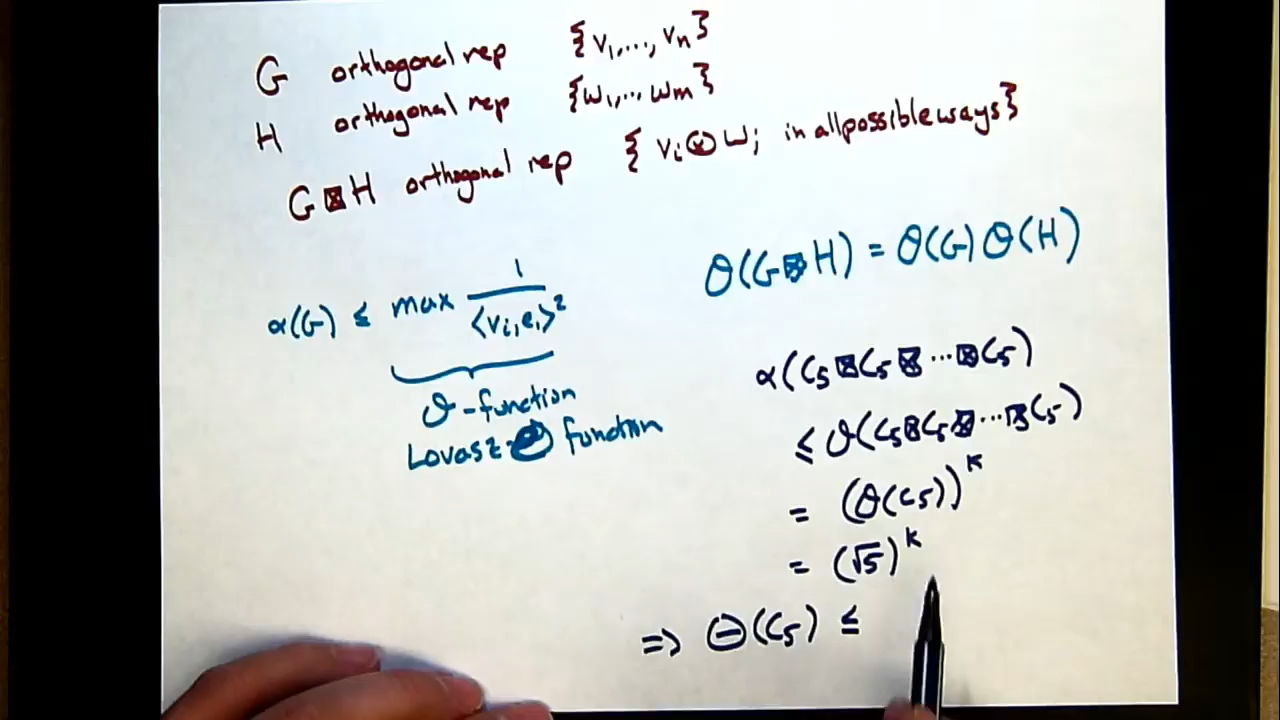 G orthogonal rep {v₁,..., vₙ}
H orthogonal rep {w₁,.., wₘ}
G ⊠ H orthogonal rep { vᵢ ⊗ wⱼ in all possible ways}
ϑ(G ⊠ H) = ϑ(G) ϑ(H)
α(G) ≤ max 1/⟨vᵢ, e₁⟩²
ϑ-function
Lovasz function
α(C₅ ⊠ C₅ ⊠ ... ⊠ C₅)
≤ ϑ(C₅ ⊠ C₅ ⊠ ... ⊠ C₅)
= (ϑ(C₅))ᵏ
= (√5)ᵏ
⇒ Θ(C₅) ≤